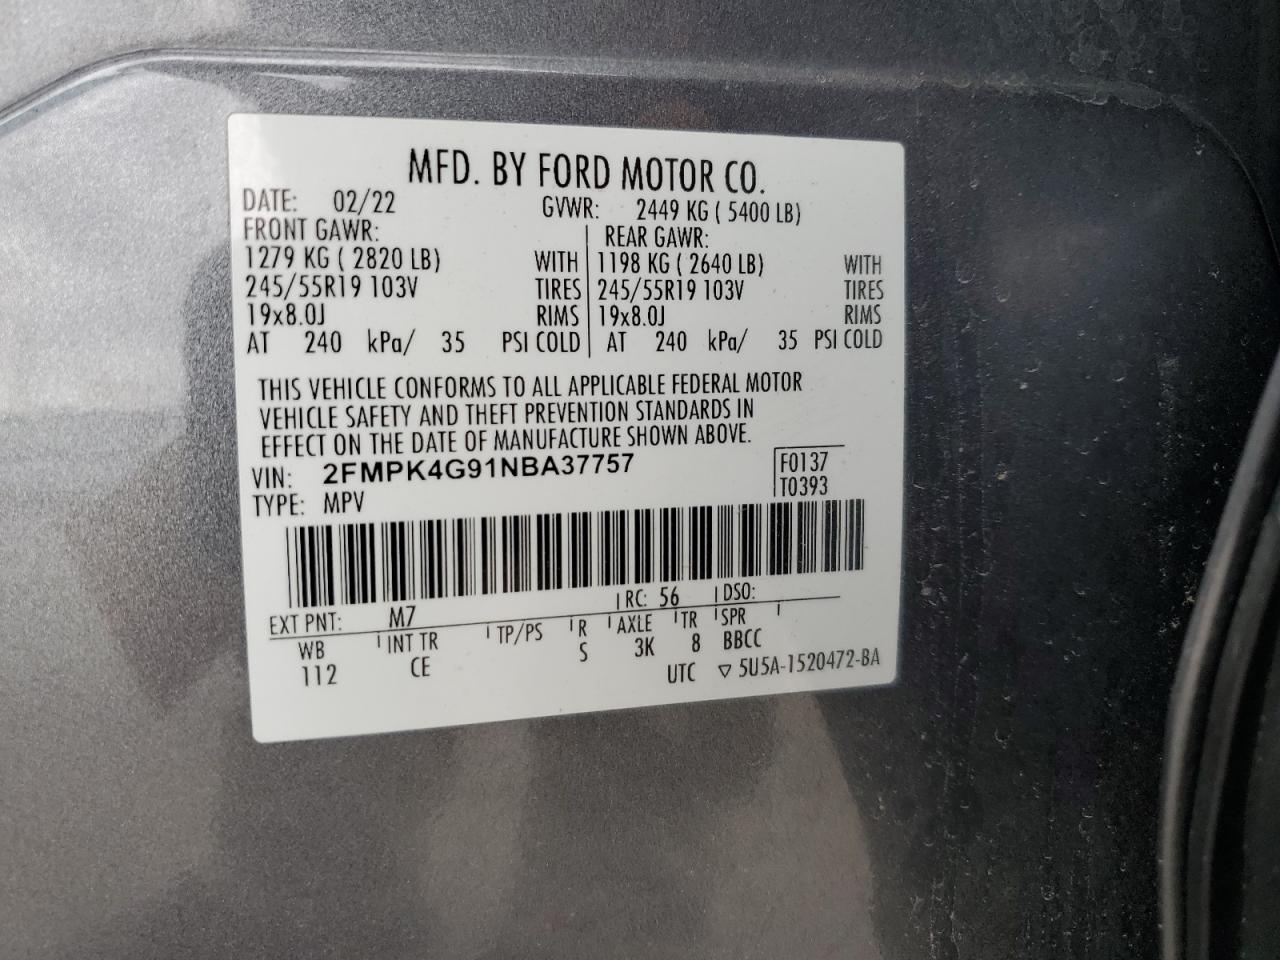 MFD. BY FORD MOTOR CO.
DATE: 02/22 GVWR: 2449 KG ( 5400 LB)
FRONT GAWR: REAR GAWR:
1279 KG ( 2820 LB) WITH 1198 KG ( 2640 LB) WITH
245/55R19 103V TIRES 245/55R19 103V TIRES
19x8.0J RIMS 19x8.0J RIMS
AT 240 kPa/ 35 PSI COLD AT 240 kPa/ 35 PSI COLD
THIS VEHICLE CONFORMS TO ALL APPLICABLE FEDERAL MOTOR
VEHICLE SAFETY AND THEFT PREVENTION STANDARDS IN
EFFECT ON THE DATE OF MANUFACTURE SHOWN ABOVE.
VIN: 2FMPK4G91NBA37757 F0137
TYPE: MPV T0393
EXT PNT: M7 RC: 56 DSO:
WB INT TR TP/PS R AXLE TR SPR
112 CE S 3K 8 BBCC
UTC ▽ 5U5A-1520472-BA